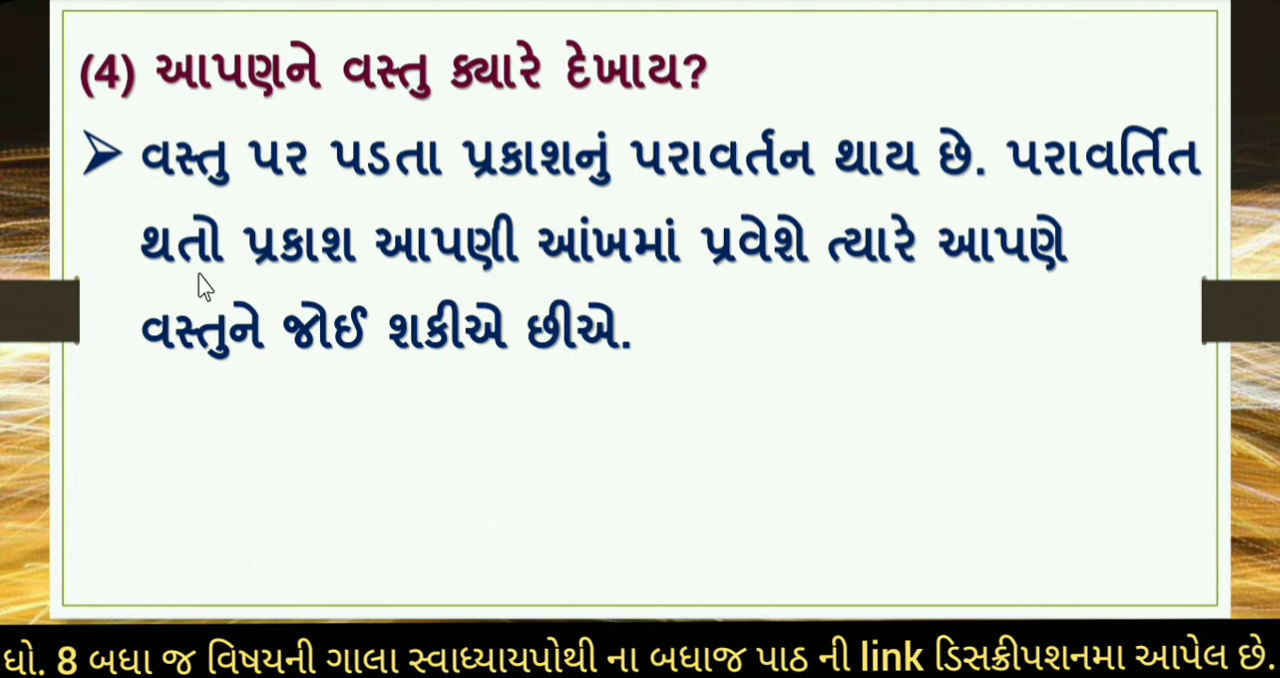 (4) આપણને વસ્તુ ક્યારે દેખાય?
વસ્તુ પર પડતા પ્રકાશનું પરાવર્તન થાય છે. પરાવર્તિત
થતો પ્રકાશ આપણી આંખમાં પ્રવેશે ત્યારે આપણે
વસ્તુને જોઈ શકીએ છીએ.
ધો. 8 બધા જ વિષયની ગાલા સ્વાધ્યાયપોથી ના બધાજ પાઠ ની link ડિસક્રીપશનમા આપેલ છે.